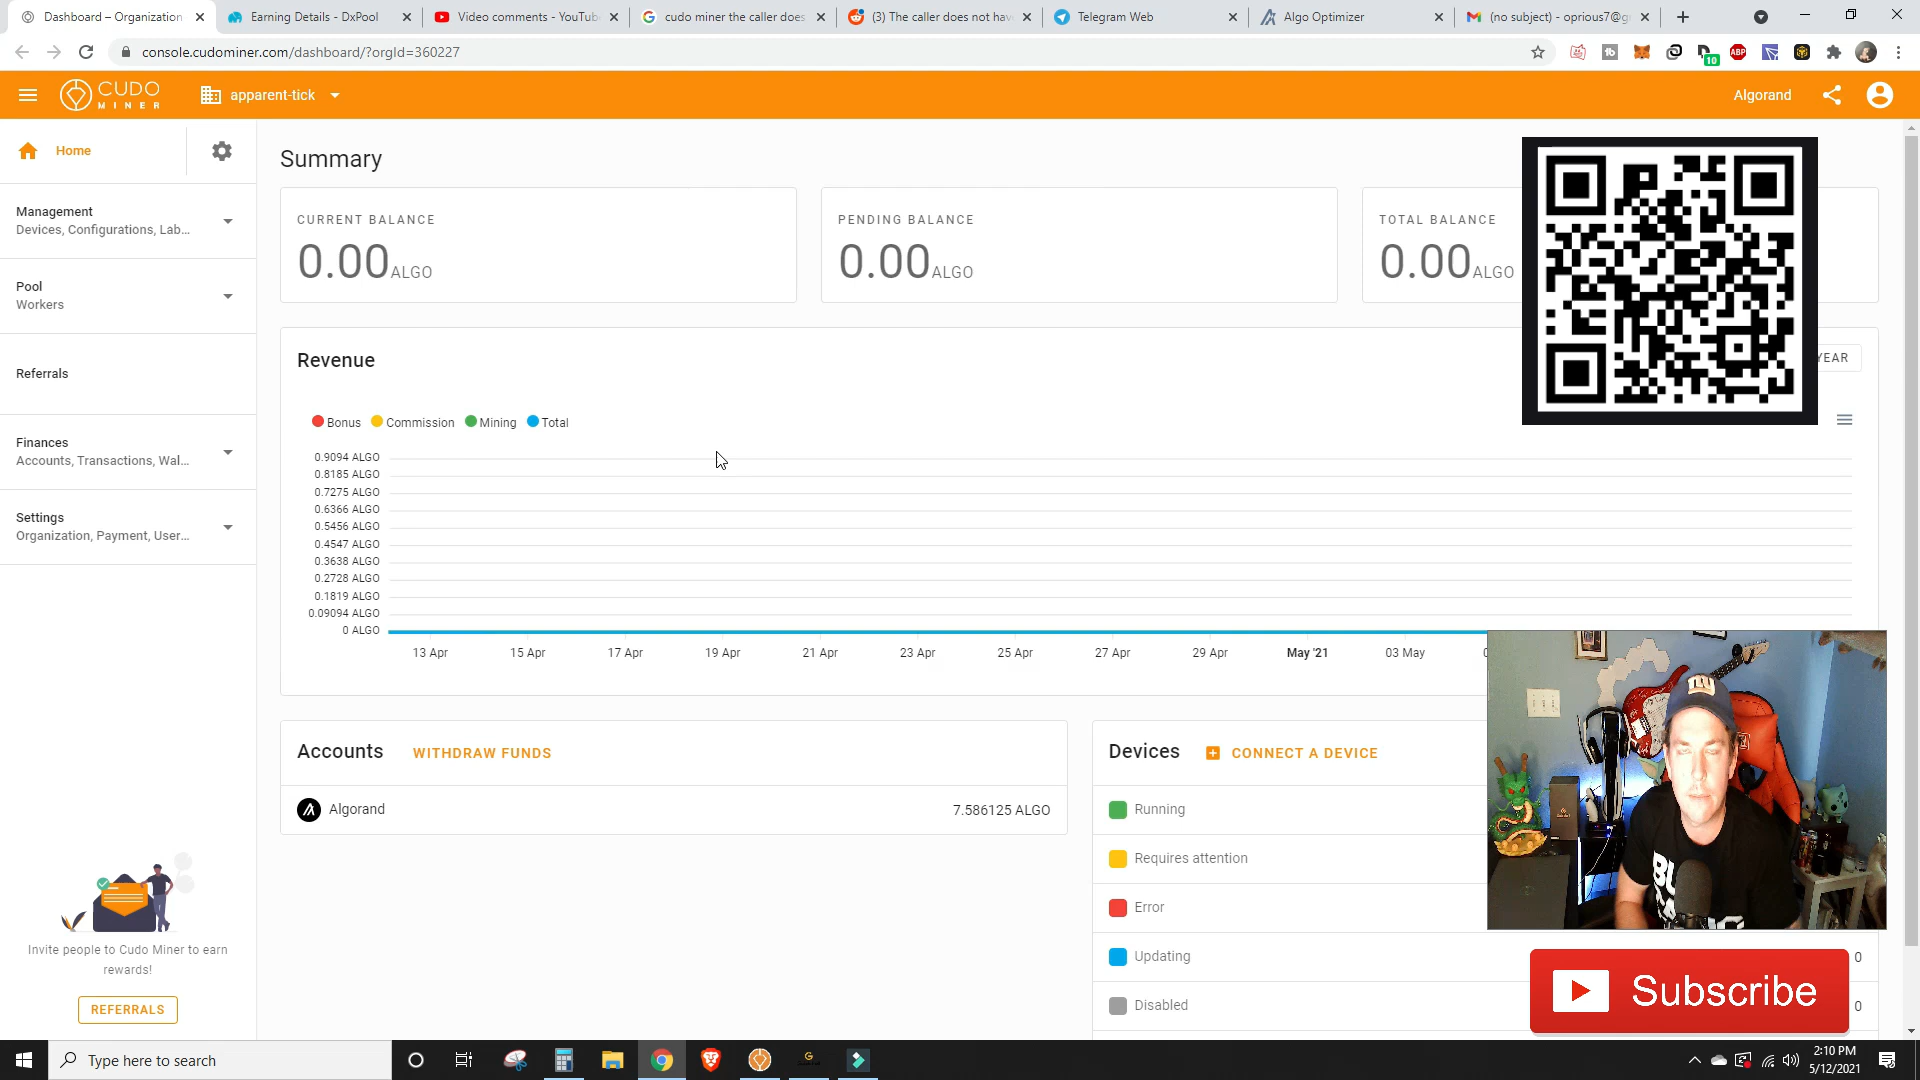 Dashboard – Organization
Earning Details - DxPool
Video comments - YouTub
cudo miner the caller does
(3) The caller does not hav
Telegram Web
Algo Optimizer
(no subject) - oprious7@g
console.cudominer.com/dashboard/?orgId=360227
ABP
10
CUDO
MINER
apparent-tick
Algorand
Home
Summary
Management
Devices, Configurations, Lab...
Pool
Workers
Referrals
Finances
Accounts, Transactions, Wal...
Settings
Organization, Payment, User...
CURRENT BALANCE
0.00ALGO
PENDING BALANCE
0.00ALGO
TOTAL BALANCE
0.00ALGO
Revenue
YEAR
Bonus
Commission
Mining
Total
0.9094 ALGO
0.8185 ALGO
0.7275 ALGO
0.6366 ALGO
0.5456 ALGO
0.4547 ALGO
0.3638 ALGO
0.2728 ALGO
0.1819 ALGO
0.09094 ALGO
0 ALGO
13 Apr
15 Apr
17 Apr
19 Apr
21 Apr
23 Apr
25 Apr
27 Apr
29 Apr
May '21
03 May
Accounts
WITHDRAW FUNDS
Algorand
7.586125 ALGO
Devices
CONNECT A DEVICE
Running
Requires attention
Error
Updating
0
Disabled
0
Invite people to Cudo Miner to earn
rewards!
REFERRALS
Subscribe
Type here to search
2:10 PM
5/12/2021